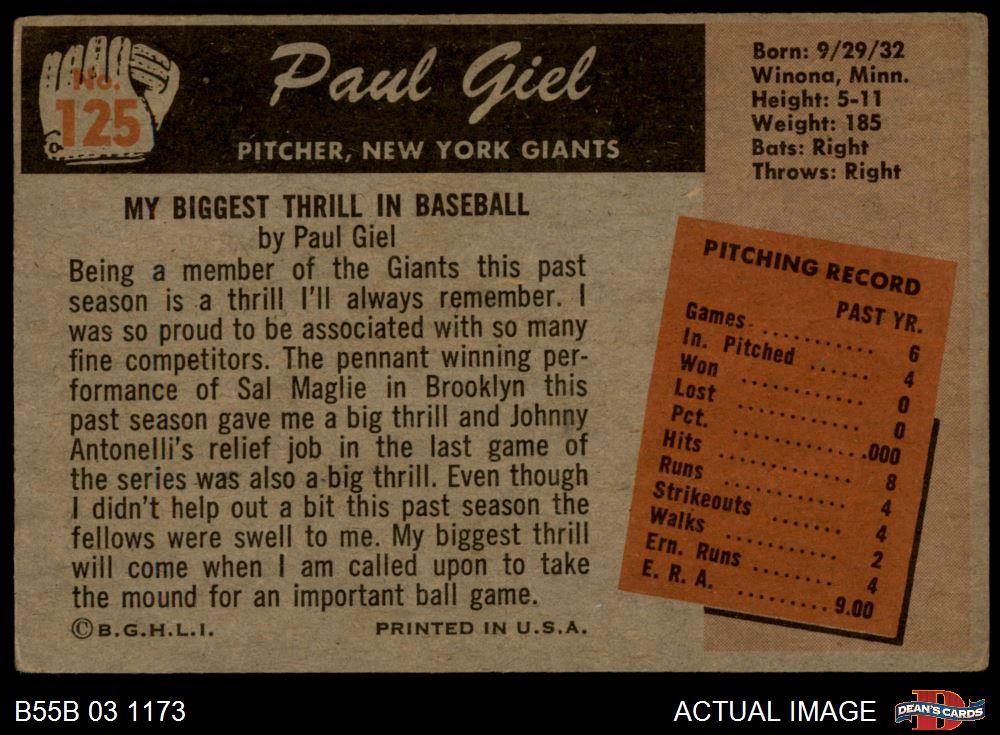 No.
125
Paul Giel
PITCHER, NEW YORK GIANTS
Born: 9/29/32
Winona, Minn.
Height: 5-11
Weight: 185
Bats: Right
Throws: Right
MY BIGGEST THRILL IN BASEBALL
by Paul Giel
Being a member of the Giants this past
season is a thrill I'll always remember. I
was so proud to be associated with so many
fine competitors. The pennant winning per-
formance of Sal Maglie in Brooklyn this
past season gave me a big thrill and Johnny
Antonelli's relief job in the last game of
the series was also a big thrill. Even though
I didn't help out a bit this past season the
fellows were swell to me. My biggest thrill
will come when I am called upon to take
the mound for an important ball game.
©B.G.H.L.I. PRINTED IN U.S.A.
PITCHING RECORD
PAST YR.
Games.......... 6
In. Pitched ...... 4
Won .......... 0
Lost .......... 0
Pct. ...........000
Hits .......... 8
Runs .......... 4
Strikeouts ....... 4
Walks .......... 2
Ern. Runs ....... 4
E. R. A. .........9.00
B55B 03 1173
ACTUAL IMAGE
D
DEAN'S CARDS